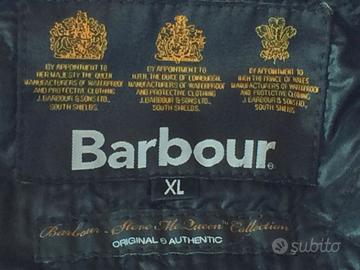 BY APPOINTMENT TO
HER MAJESTY THE QUEEN
MANUFACTURERS OF WATERPROOF
AND PROTECTIVE CLOTHING
J.BARBOUR & SONS LTD.
SOUTH SHIELDS.
BY APPOINTMENT TO
H.R.H. THE DUKE OF EDINBURGH
MANUFACTURERS OF WATERPROOF
AND PROTECTIVE CLOTHING
J.BARBOUR & SONS LTD.
SOUTH SHIELDS.
BY APPOINTMENT TO
H.R.H. THE PRINCE OF WALES
MANUFACTURERS OF WATERPROOF
AND PROTECTIVE CLOTHING
J.BARBOUR & SONS LTD.
SOUTH SHIELDS.
Barbour®
XL
Barbour - Steve McQueen™ Collection
ORIGINAL & AUTHENTIC
subito